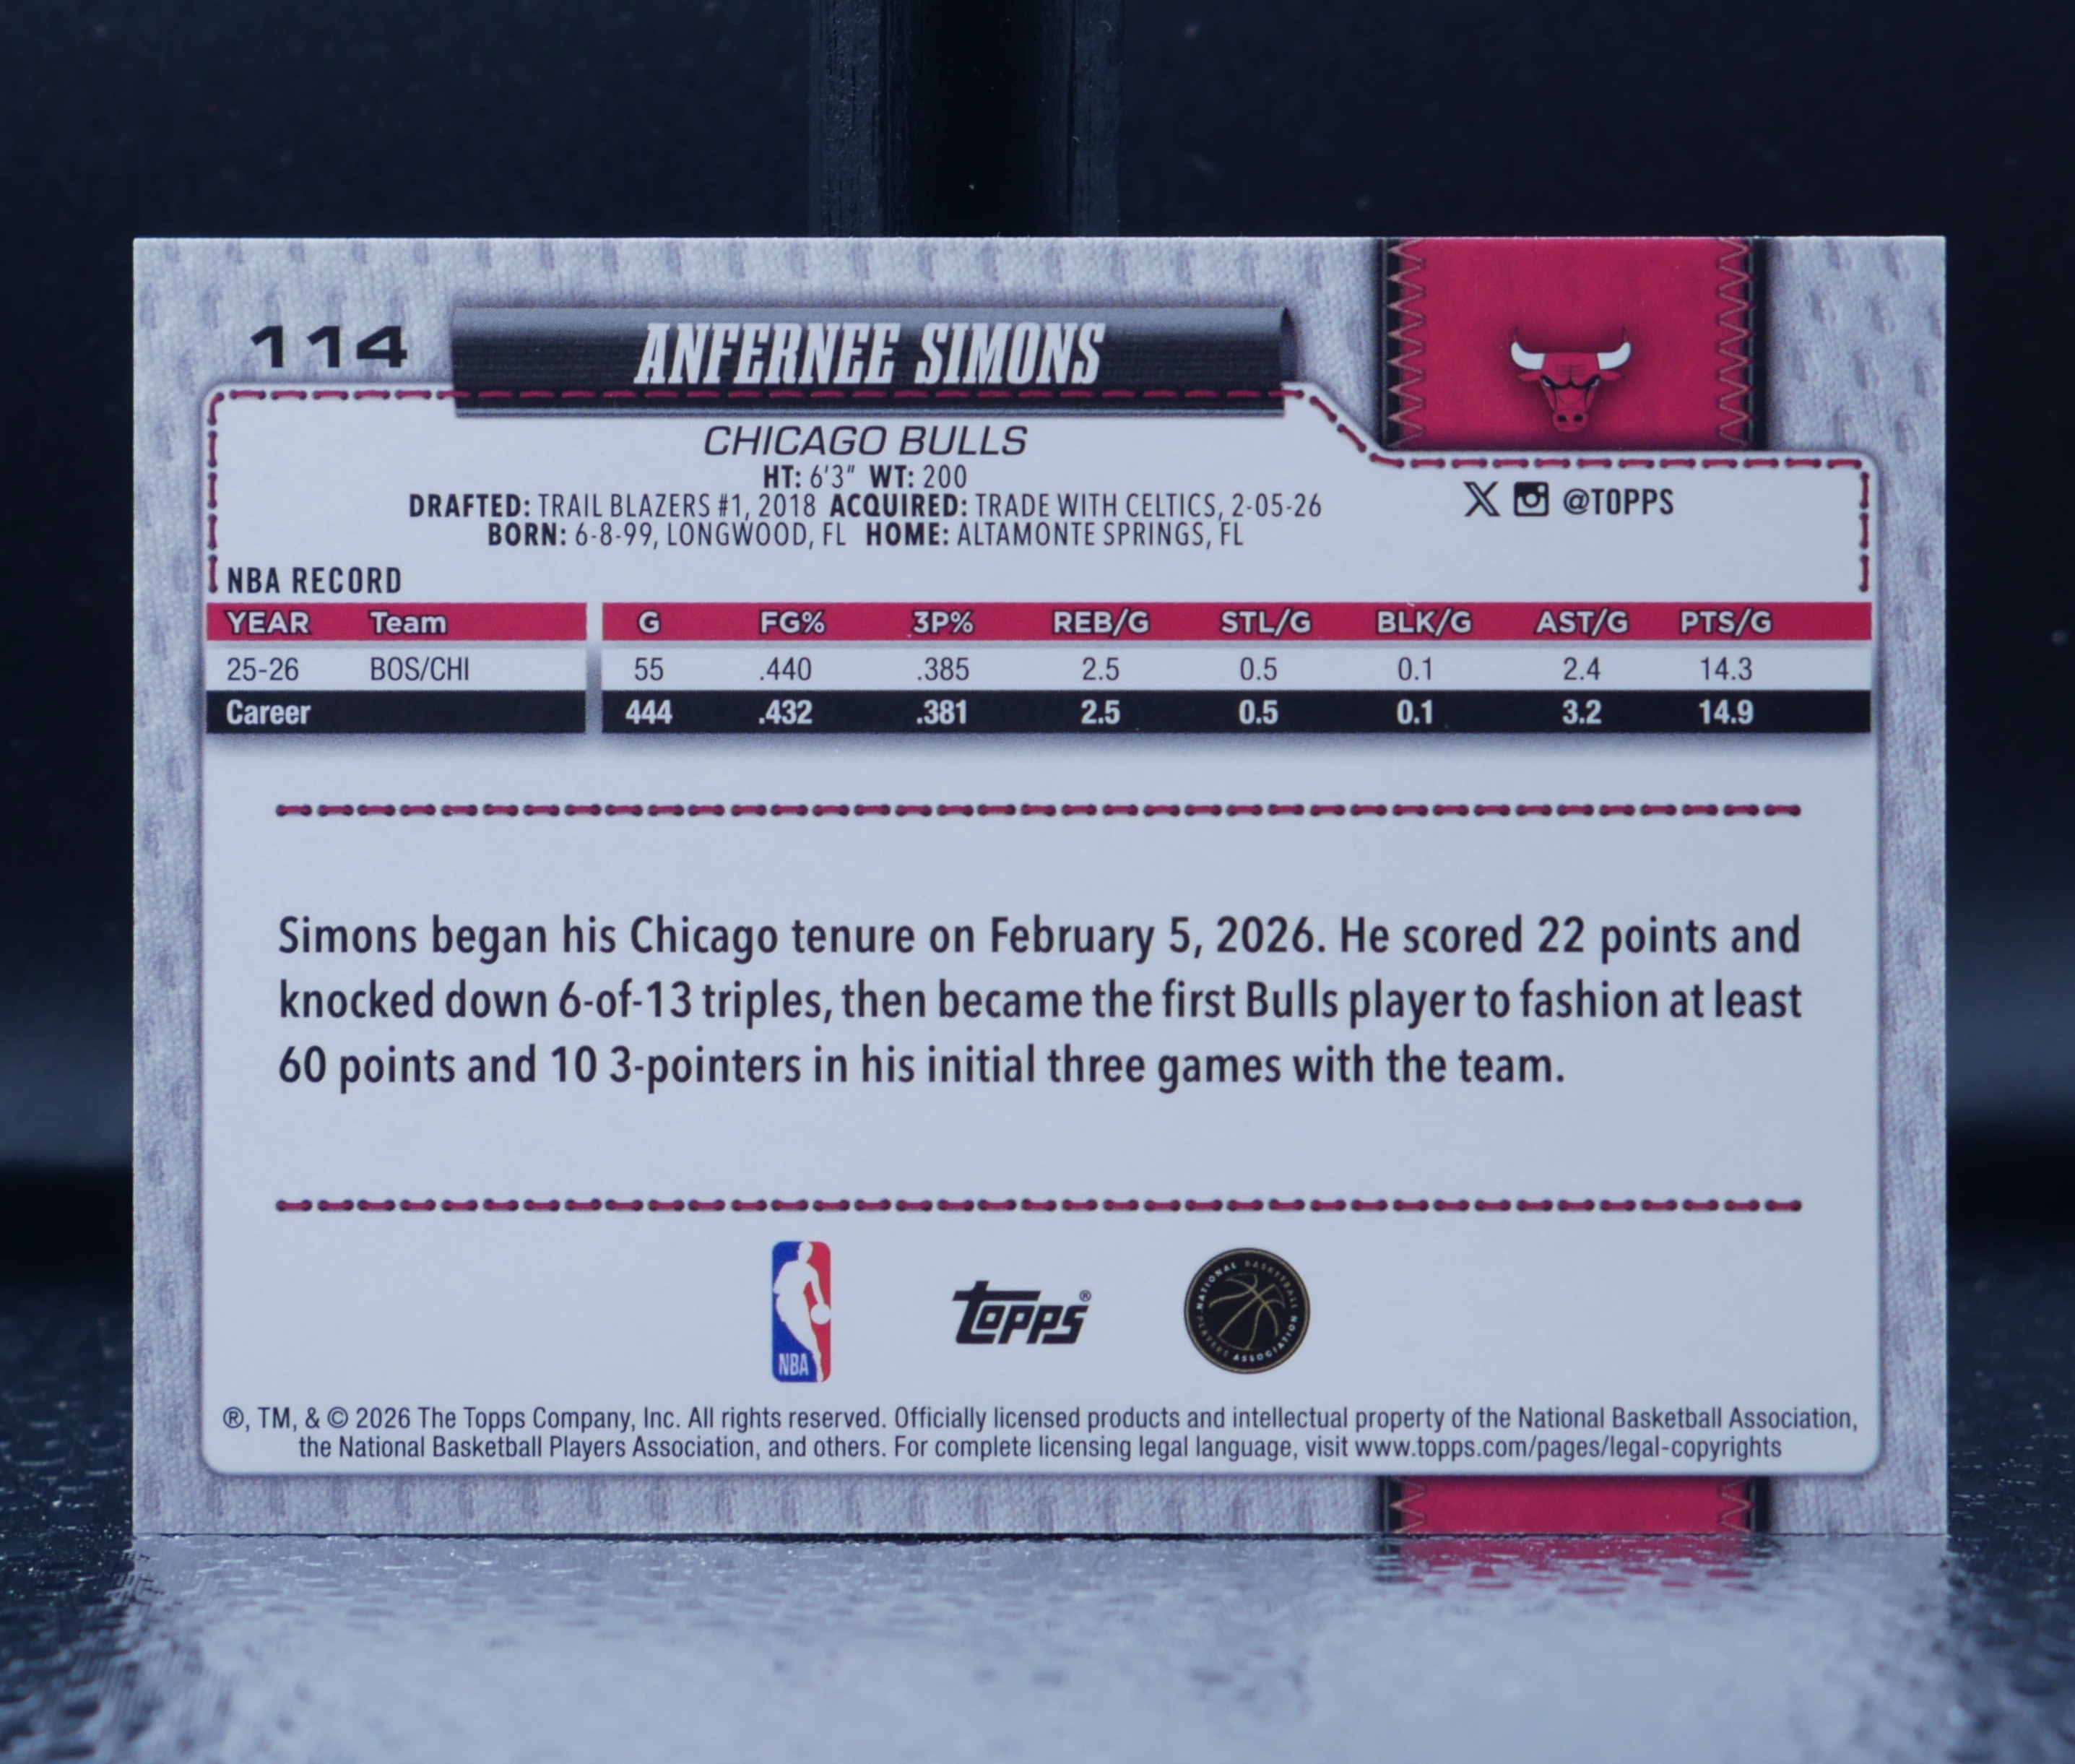 114
ANFERNEE SIMONS
CHICAGO BULLS
HT: 6'3" WT: 200
DRAFTED: TRAIL BLAZERS #1, 2018 ACQUIRED: TRADE WITH CELTICS, 2-05-26
BORN: 6-8-99, LONGWOOD, FL HOME: ALTAMONTE SPRINGS, FL
@TOPPS
NBA RECORD
YEAR Team G FG% 3P% REB/G STL/G BLK/G AST/G PTS/G
25-26 BOS/CHI 55 .440 .385 2.5 0.5 0.1 2.4 14.3
Career 444 .432 .381 2.5 0.5 0.1 3.2 14.9
Simons began his Chicago tenure on February 5, 2026. He scored 22 points and
knocked down 6-of-13 triples, then became the first Bulls player to fashion at least
60 points and 10 3-pointers in his initial three games with the team.
NBA
Topps®
NATIONAL BASKETBALL PLAYERS ASSOCIATION
®, TM, & © 2026 The Topps Company, Inc. All rights reserved. Officially licensed products and intellectual property of the National Basketball Association,
the National Basketball Players Association, and others. For complete licensing legal language, visit www.topps.com/pages/legal-copyrights